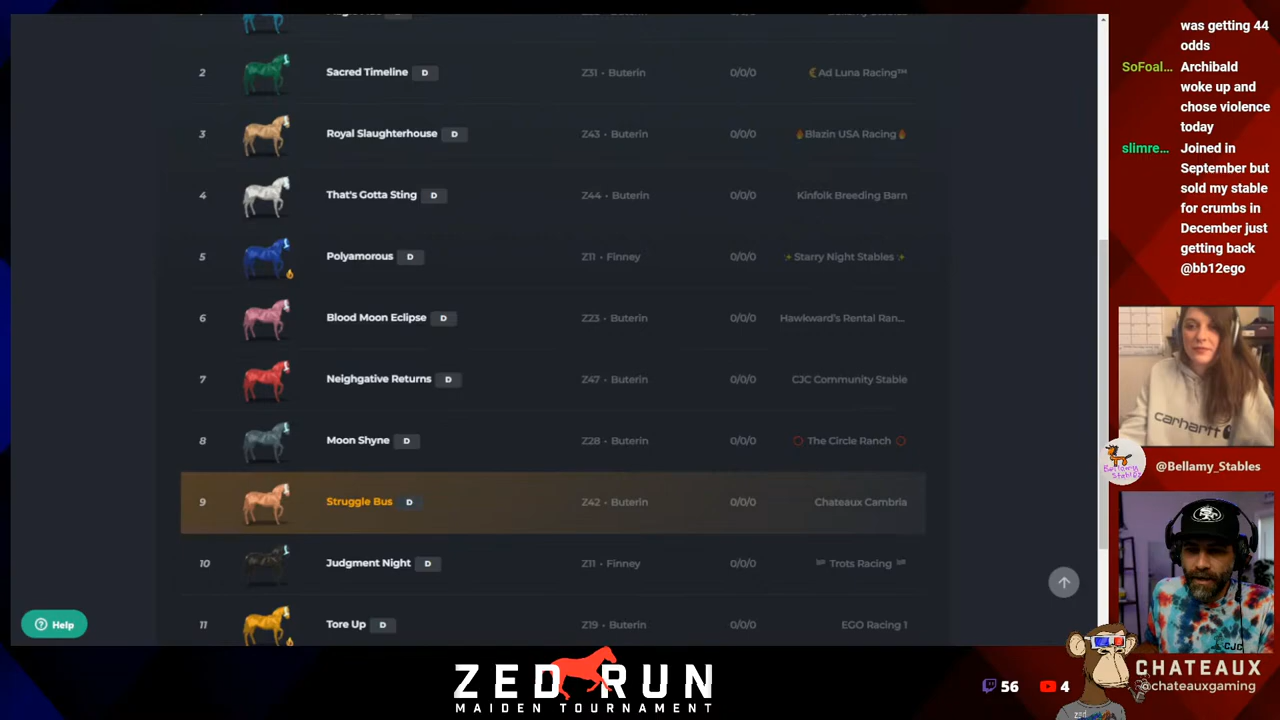 2 Sacred Timeline D Z31 • Buterin 0/0/0 Ad Luna Racing™
3 Royal Slaughterhouse D Z43 • Buterin 0/0/0 🔥Blazin USA Racing🔥
4 That's Gotta Sting D Z44 • Buterin 0/0/0 Kinfolk Breeding Barn
5 Polyamorous D Z11 • Finney 0/0/0 ✨Starry Night Stables✨
6 Blood Moon Eclipse D Z23 • Buterin 0/0/0 Hawkward's Rental Ran...
7 Neighgative Returns D Z47 • Buterin 0/0/0 CJC Community Stable
8 Moon Shyne D Z28 • Buterin 0/0/0 The Circle Ranch
9 Struggle Bus D Z42 • Buterin 0/0/0 Chateaux Cambria
10 Judgment Night D Z11 • Finney 0/0/0 Trots Racing
11 Tore Up D Z19 • Buterin 0/0/0 EGO Racing 1
Help
ZED RUN
MAIDEN TOURNAMENT
was getting 44
odds
SoFoal... Archibald
woke up and
chose violence
today
slimre... Joined in
September but
sold my stable
for crumbs in
December just
getting back
@bb12ego
carhartt
Bellamy
Stables
@Bellamy_Stables
CJC
56
4
CHATEAUX
@chateauxgaming